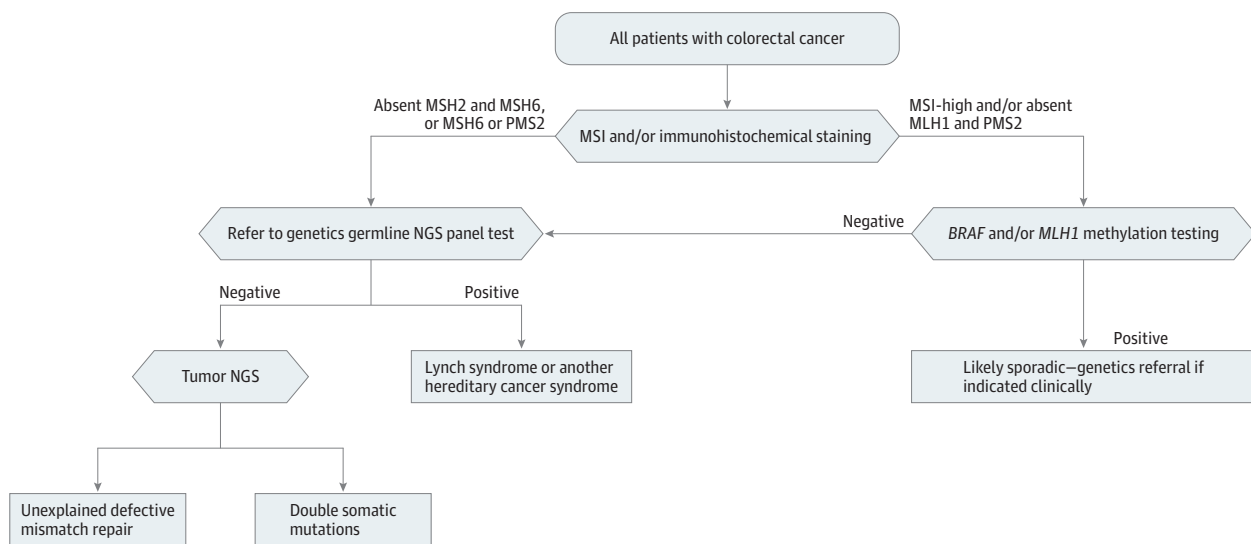 All patients with colorectal cancer
Absent MSH2 and MSH6,
or MSH6 or PMS2
MSI-high and/or absent
MLH1 and PMS2
MSI and/or immunohistochemical staining
Refer to genetics germline NGS panel test
Negative
BRAF and/or MLH1 methylation testing
Negative
Positive
Positive
Tumor NGS
Lynch syndrome or another
hereditary cancer syndrome
Likely sporadic–genetics referral if
indicated clinically
Unexplained defective
mismatch repair
Double somatic
mutations